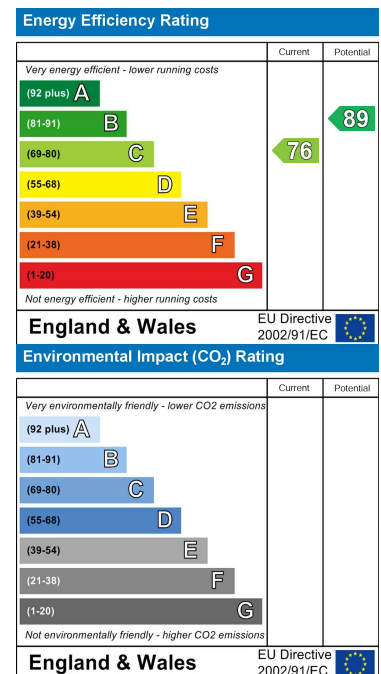 Energy Efficiency Rating
Current Potential
Very energy efficient - lower running costs
(92 plus) A
(81-91) B
89
(69-80) C
76
(55-68) D
(39-54) E
(21-38) F
(1-20) G
Not energy efficient - higher running costs
England & Wales
EU Directive
2002/91/EC
Environmental Impact (CO₂) Rating
Current Potential
Very environmentally friendly - lower CO2 emissions
(92 plus) A
(81-91) B
(69-80) C
(55-68) D
(39-54) E
(21-38) F
(1-20) G
Not environmentally friendly - higher CO2 emissions
England & Wales
EU Directive
2002/91/EC